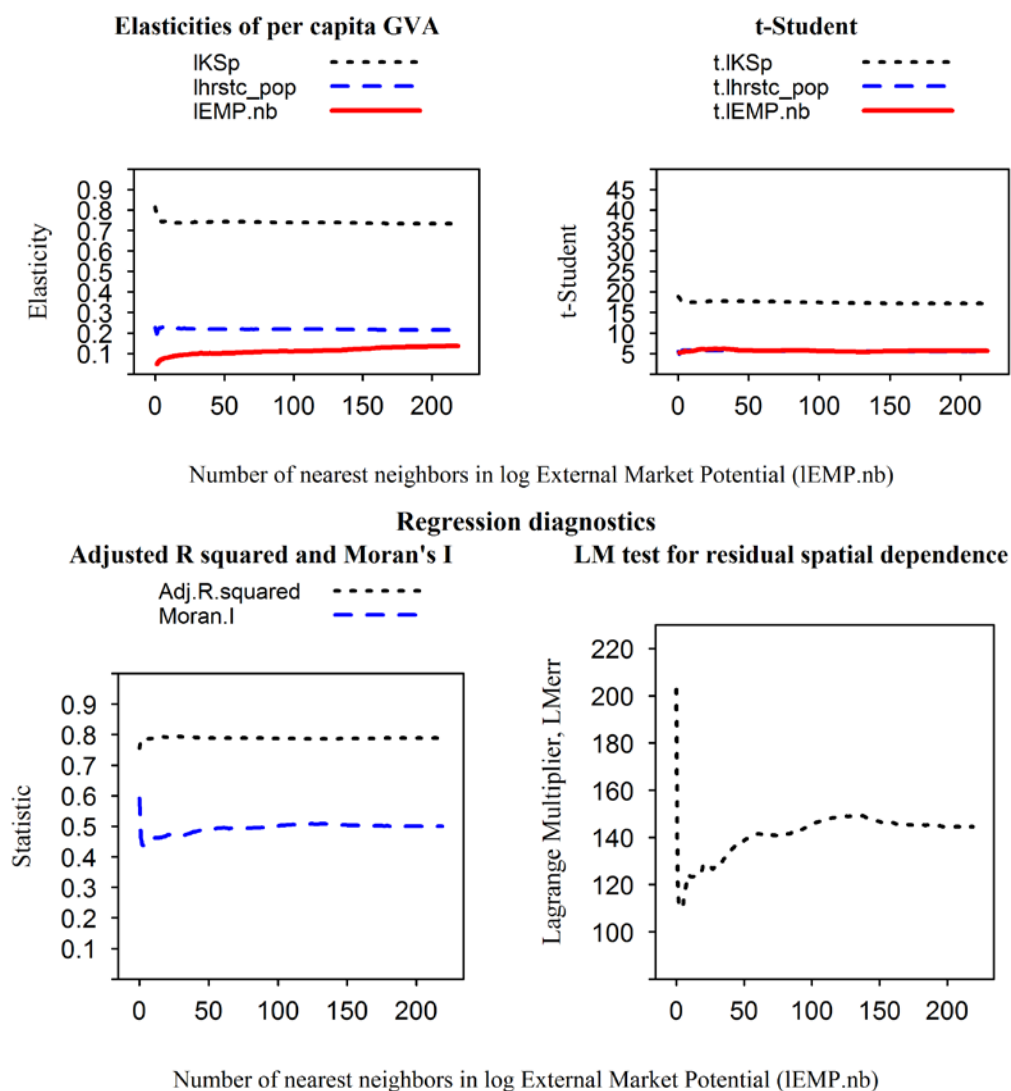 Elasticities of per capita GVA
lKSp
lhrstc_pop
lEMP.nb
Elasticity
0.9
0.8
0.7
0.6
0.5
0.4
0.3
0.2
0.1
0 50 100 150 200
t-Student
t.lKSp
t.lhrstc_pop
t.lEMP.nb
t-Student
45
40
35
30
25
20
15
10
5
0 50 100 150 200
Number of nearest neighbors in log External Market Potential (lEMP.nb)
Regression diagnostics
Adjusted R squared and Moran's I
Adj.R.squared
Moran.I
Statistic
0.9
0.8
0.7
0.6
0.5
0.4
0.3
0.2
0.1
0 50 100 150 200
LM test for residual spatial dependence
Lagrange Multiplier, LMerr
220
200
180
160
140
120
100
0 50 100 150 200
Number of nearest neighbors in log External Market Potential (lEMP.nb)